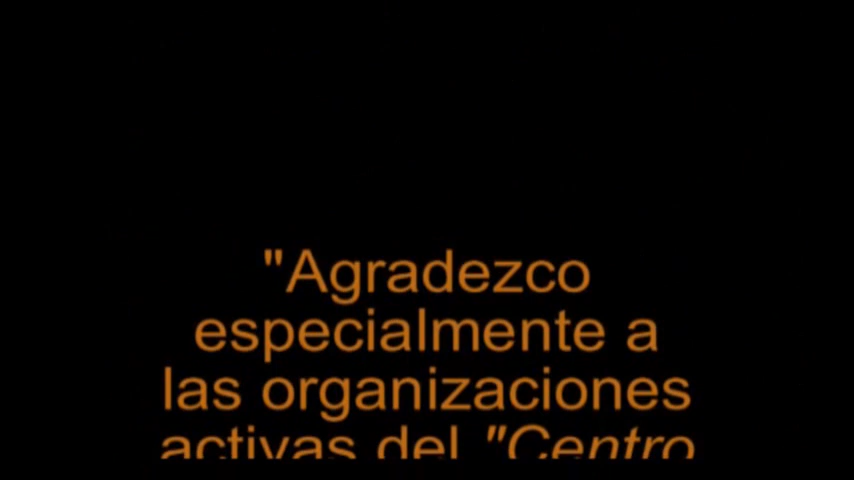 "Agradezco
especialmente a
las organizaciones
activas del "Centro